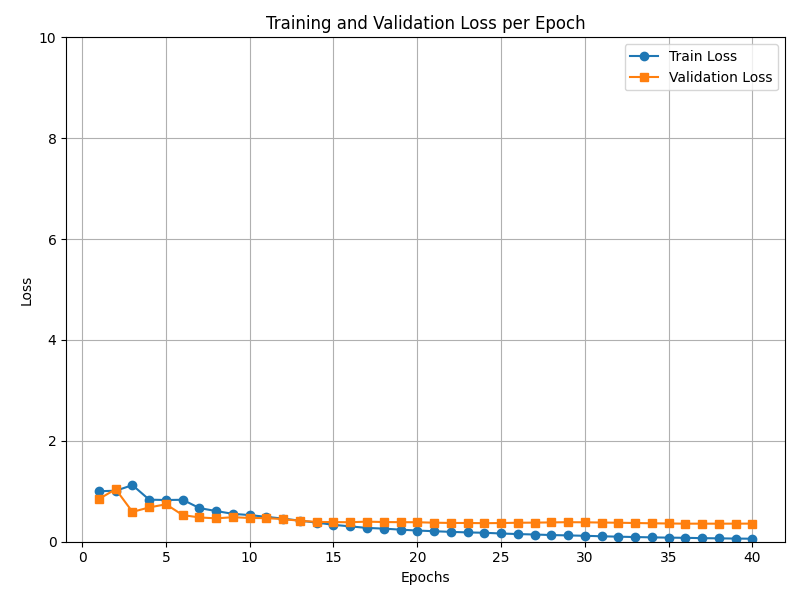 Training and Validation Loss per Epoch
Train Loss
Validation Loss
10
8
6
4
2
0
Loss
0 5 10 15 20 25 30 35 40
Epochs